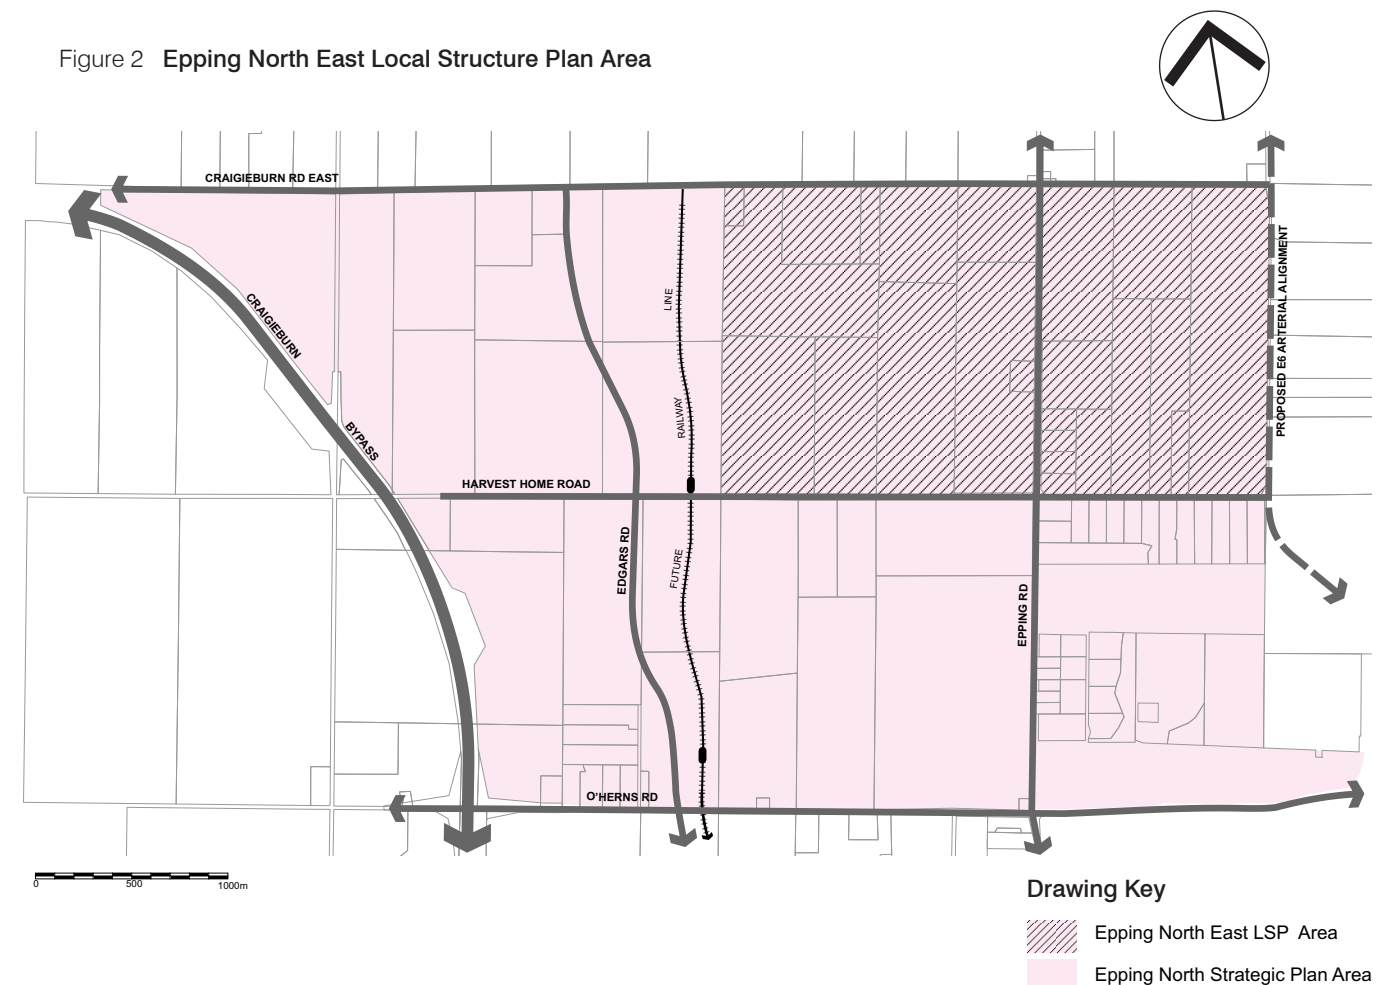 Figure 2 Epping North East Local Structure Plan Area
CRAIGIEBURN RD EAST
PROPOSED E6 ARTERIAL ALIGNMENT
LINE
CRAIGIEBURN
RAILWAY
BYPASS
HARVEST HOME ROAD
EDGARS RD
FUTURE
EPPING RD
O'HERNS RD
0 500 1000m
Drawing Key
Epping North East LSP Area
Epping North Strategic Plan Area